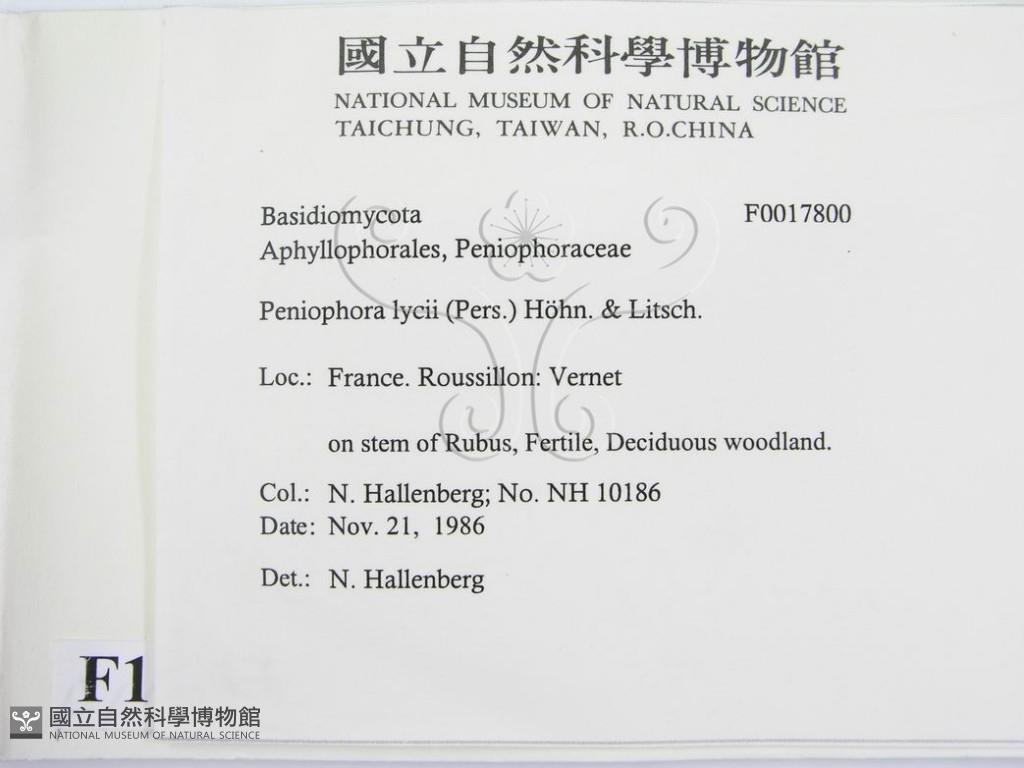 國立自然科學博物館
NATIONAL MUSEUM OF NATURAL SCIENCE
TAICHUNG, TAIWAN, R.O.CHINA
Basidiomycota F0017800
Aphyllophorales, Peniophoraceae
Peniophora lycii (Pers.) Höhn. & Litsch.
Loc.: France. Roussillon: Vernet
on stem of Rubus, Fertile, Deciduous woodland.
Col.: N. Hallenberg; No. NH 10186
Date: Nov. 21, 1986
Det.: N. Hallenberg
F1
國立自然科學博物館
NATIONAL MUSEUM OF NATURAL SCIENCE